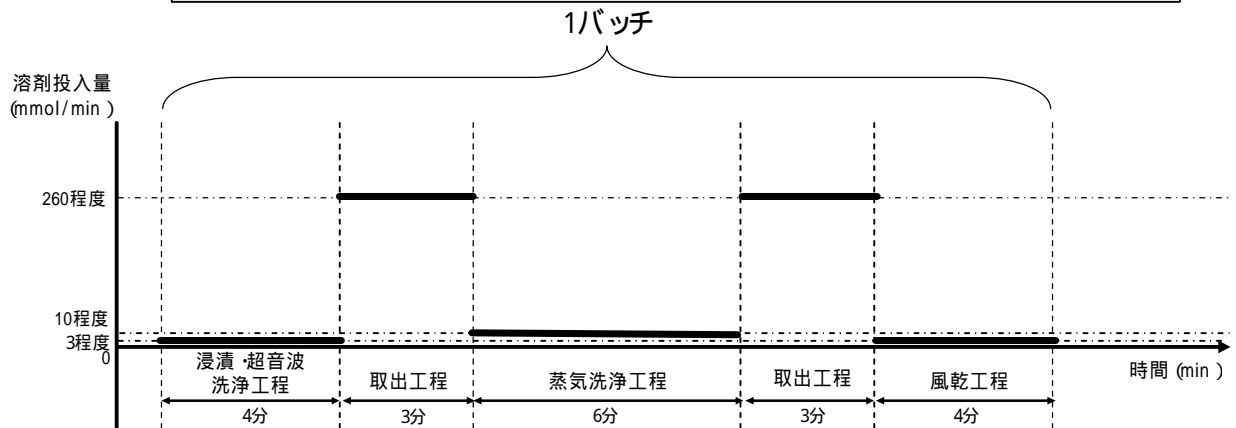 1バッチ
溶剤投入量
(mmol/min)
260程度
10程度
3程度
0
浸漬・超音波
洗浄工程
取出工程
蒸気洗浄工程
取出工程
風乾工程
時間(min)
4分
3分
6分
3分
4分